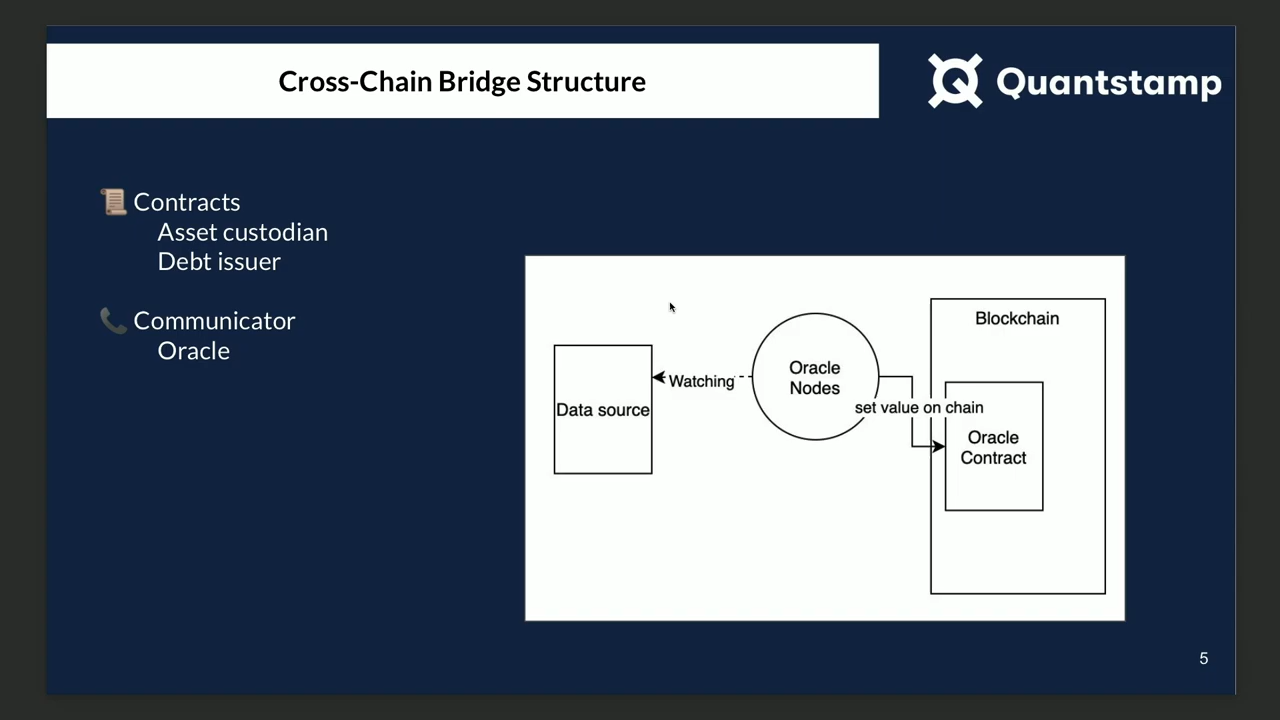 Cross-Chain Bridge Structure
Quantstamp
📜 Contracts
Asset custodian
Debt issuer
📞 Communicator
Oracle
Data source
Watching
Oracle
Nodes
set value on chain
Blockchain
Oracle
Contract
5